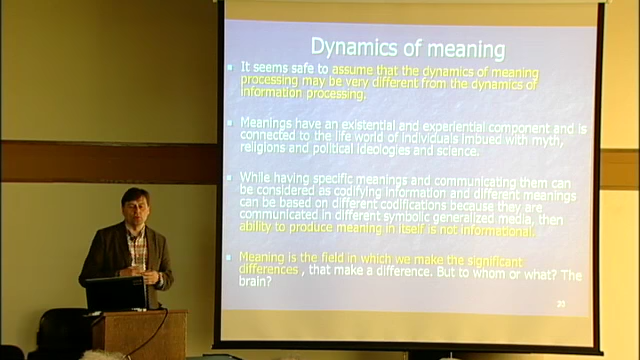 Dynamics of meaning
It seems safe to assume that the dynamics of meaning
processing may be very different from the dynamics of
information processing.
Meanings have an existential and experiential component and is
connected to the life world of individuals imbued with myth,
religions and political ideologies and science.
While having specific meanings and communicating them can
be considered as codifying information and different meanings
can be based on different codifications because they are
communicated in different symbolic generalized media, then
ability to produce meaning in itself is not informational.
Meaning is the field in which we make the significant
differences , that make a difference. But to whom or what? The
brain?